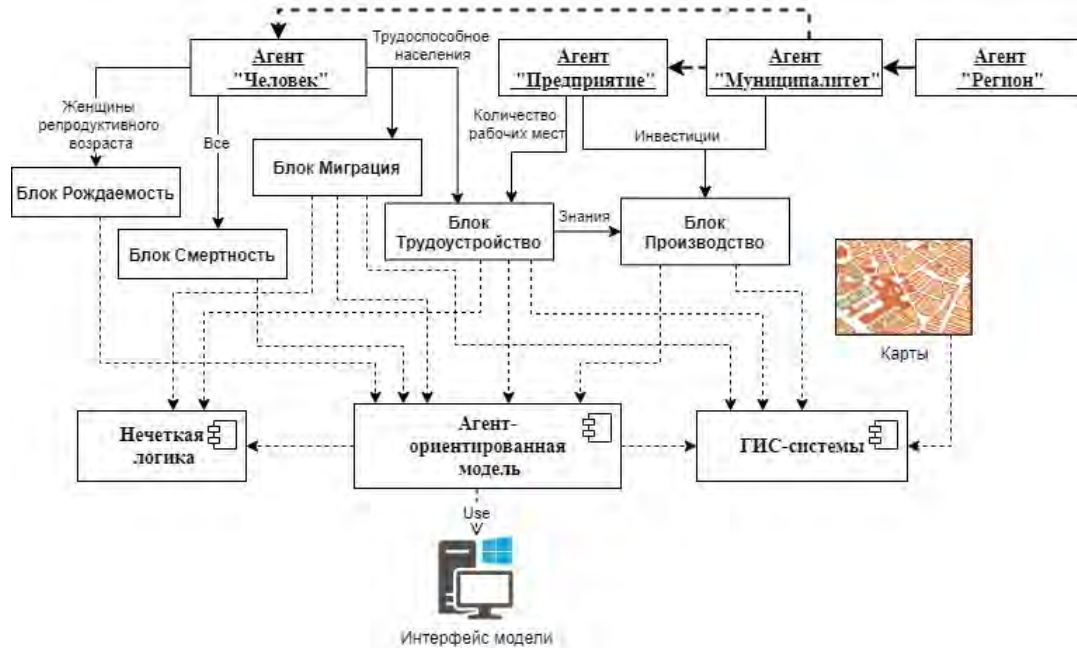 Трудоспособное
населения
Агент
"Человек"
Агент
"Предприятие"
Агент
"Муниципалитет"
Агент
"Регион"
Женщины
репродуктивного
возраста
Все
Количество
рабочих мест
Инвестиции
Блок Рождаемость
Блок Миграция
Блок Смертность
Блок
Трудоустройство
Знания
Блок
Производство
Карты
Нечеткая
логика
Агент-
ориентированная
модель
ГИС-системы
Use
Интерфейс модели